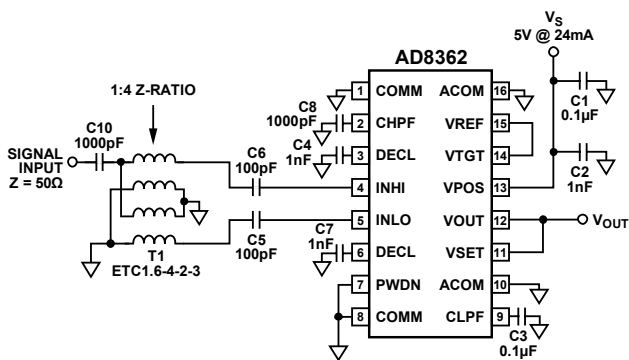 V_S
5V @ 24mA
AD8362
1:4 Z-RATIO
C10
1000pF
SIGNAL
INPUT
Z = 50Ω
T1
ETC1.6-4-2-3
C6
100pF
C5
100pF
C8
1000pF
C4
1nF
C7
1nF
1 COMM ACOM 16
2 CHPF VREF 15
3 DECL VTGT 14
4 INHI VPOS 13
5 INLO VOUT 12
6 DECL VSET 11
7 PWDN ACOM 10
8 COMM CLPF 9
C1
0.1µF
C2
1nF
V_OUT
C3
0.1µF